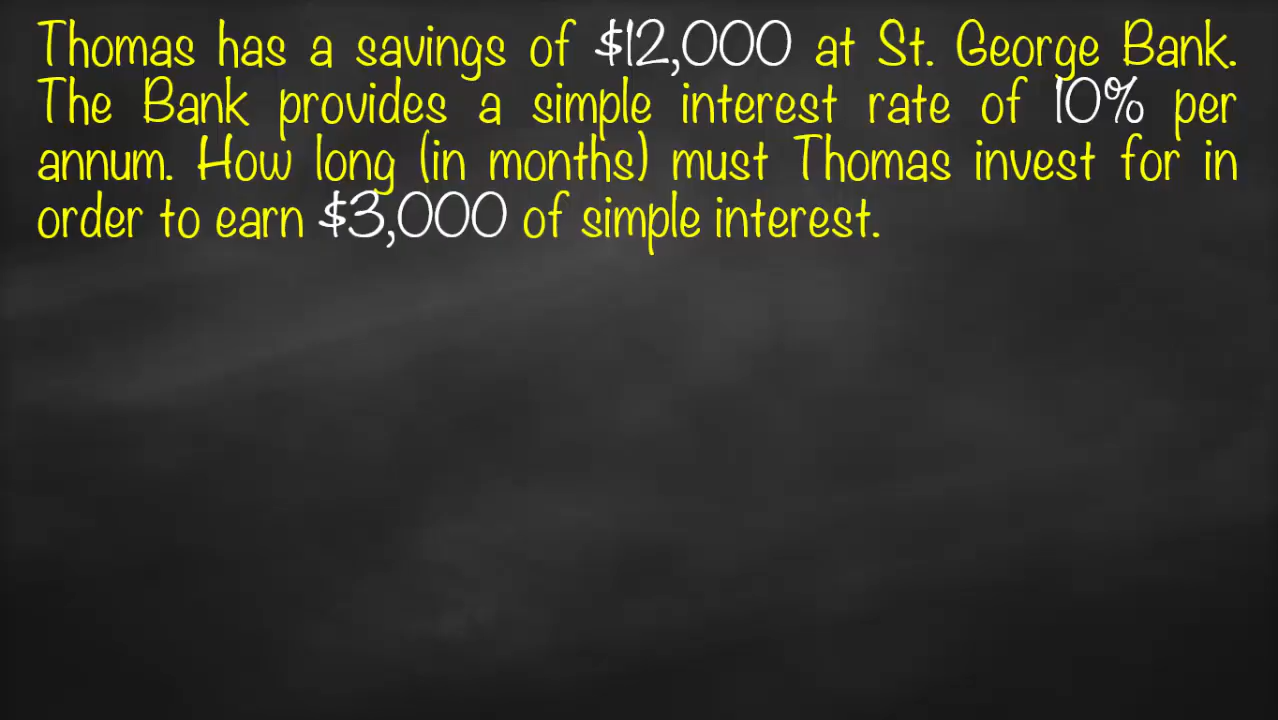 Thomas has a savings of $12,000 at St. George Bank.
The Bank provides a simple interest rate of 10% per
annum. How long (in months) must Thomas invest for in
order to earn $3,000 of simple interest.